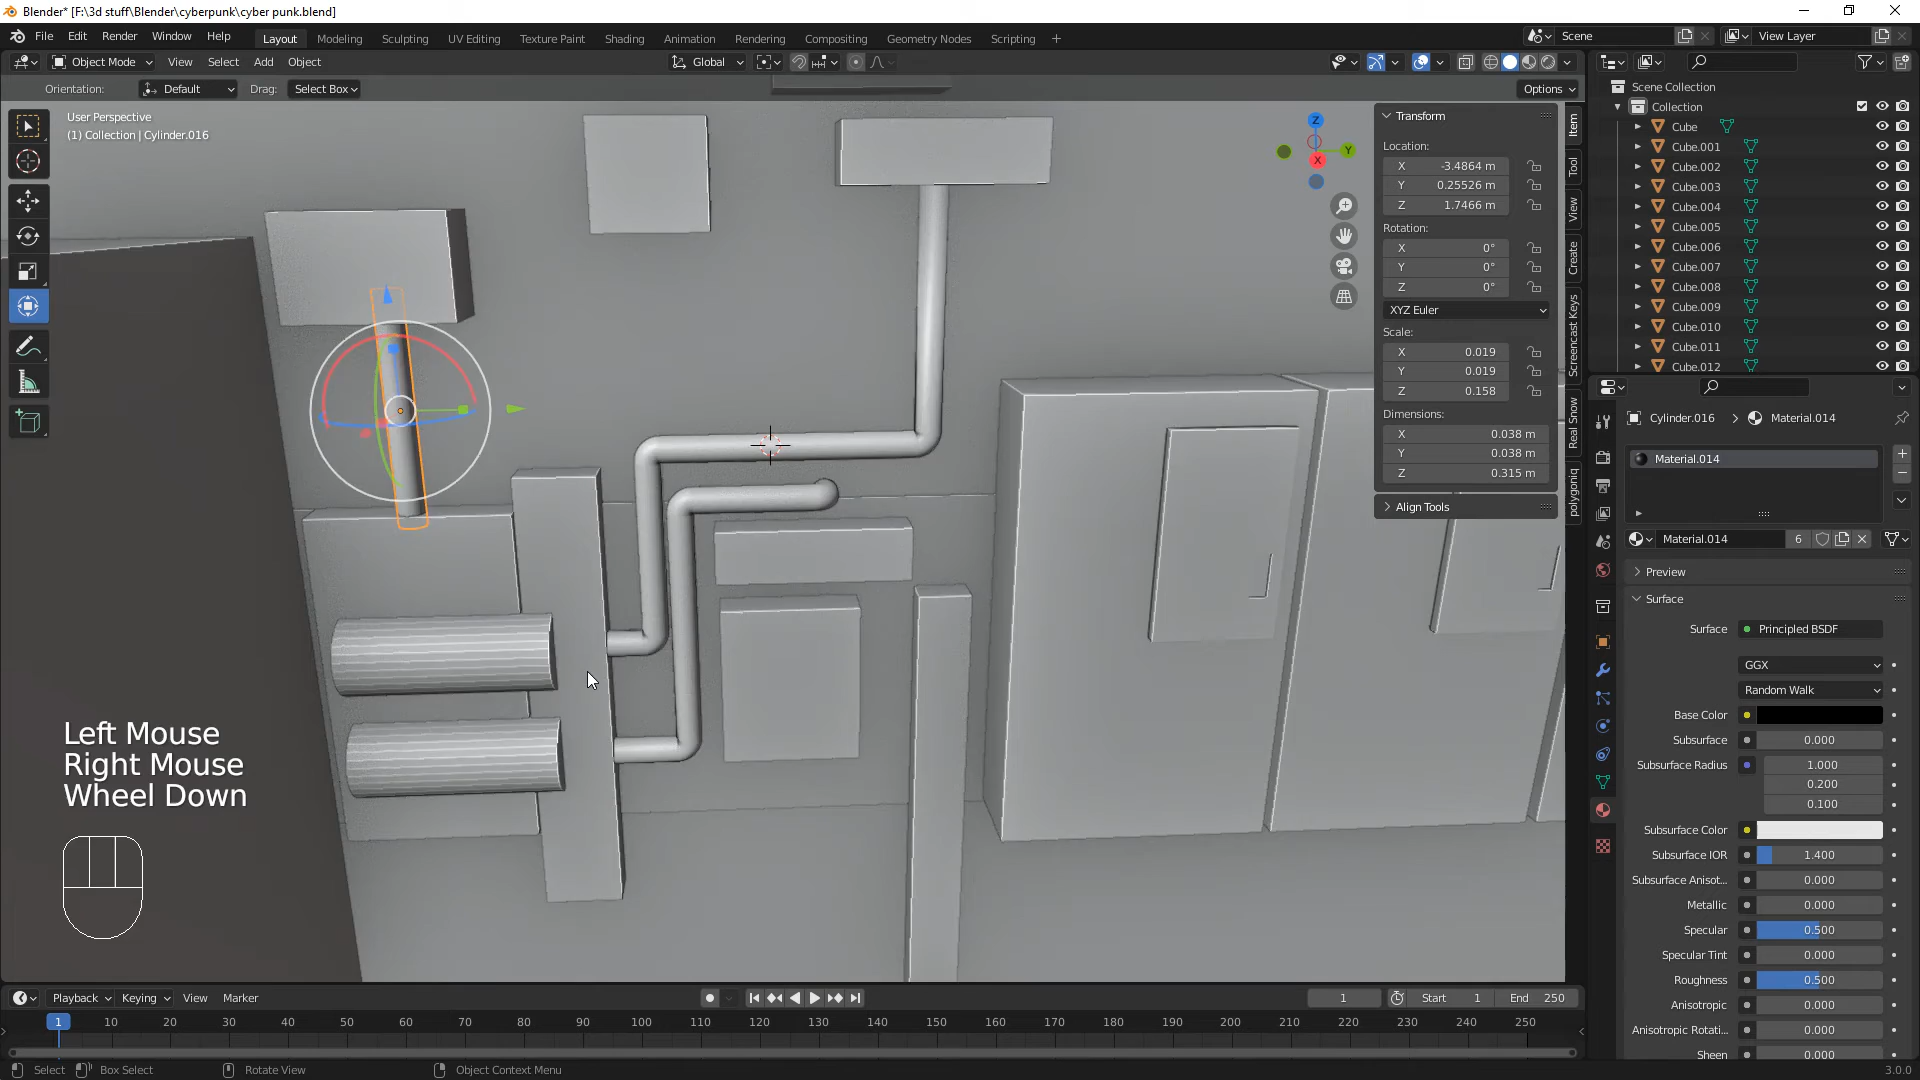 Blender* [F:\3d stuff\Blender\cyberpunk\cyber punk.blend]
File Edit Render Window Help Layout Modeling Sculpting UV Editing Texture Paint Shading Animation Rendering Compositing Geometry Nodes Scripting + Scene View Layer
Object Mode View Select Add Object Global
Orientation: Default Drag: Select Box Options
User Perspective
(1) Collection | Cylinder.016
Z
Y
X
Transform
Location:
X -3.4864 m
Y 0.25526 m
Z 1.7466 m
Rotation:
X 0°
Y 0°
Z 0°
XYZ Euler
Scale:
X 0.019
Y 0.019
Z 0.158
Dimensions:
X 0.038 m
Y 0.038 m
Z 0.315 m
Align Tools
Item
Tool
View
Create
Screencast Keys
Real Snow
polygoniq
Scene Collection
Collection
Cube
Cube.001
Cube.002
Cube.003
Cube.004
Cube.005
Cube.006
Cube.007
Cube.008
Cube.009
Cube.010
Cube.011
Cube.012
Cylinder.016 > Material.014
Material.014
Material.014 6
Preview
Surface
Surface Principled BSDF
GGX
Random Walk
Base Color
Subsurface 0.000
Subsurface Radius 1.000
0.200
0.100
Subsurface Color
Subsurface IOR 1.400
Subsurface Anisot... 0.000
Metallic 0.000
Specular 0.500
Specular Tint 0.000
Roughness 0.500
Anisotropic 0.000
Anisotropic Rotati... 0.000
Sheen 0.000
Left Mouse
Right Mouse
Wheel Down
Playback Keying View Marker 1 Start 1 End 250
1 10 20 30 40 50 60 70 80 90 100 110 120 130 140 150 160 170 180 190 200 210 220 230 240 250
Select Box Select Rotate View Object Context Menu 3.0.0